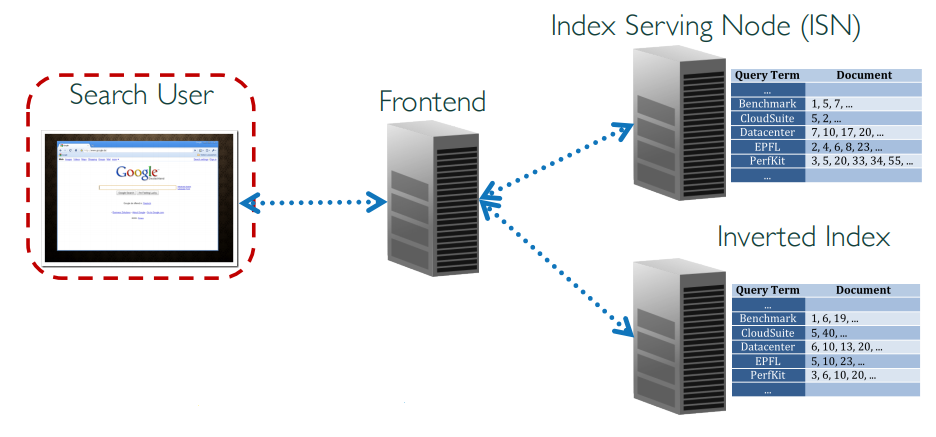 Index Serving Node (ISN)
Search User
Frontend
Google
Query Term Document
...
Benchmark 1, 5, 7, ...
CloudSuite 5, 2, ...
Datacenter 7, 10, 17, 20, ...
EPFL 2, 4, 6, 8, 23, ...
PerfKit 3, 5, 20, 33, 34, 55, ...
...
Inverted Index
Query Term Document
...
Benchmark 1, 6, 19, ...
CloudSuite 5, 40, ...
Datacenter 6, 10, 13, 20, ...
EPFL 5, 10, 23, ...
PerfKit 3, 6, 10, 20, ...
...